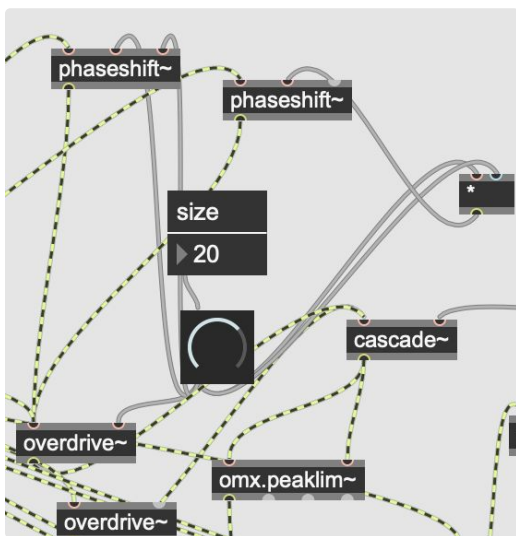 phaseshift~
phaseshift~
size
*
20
cascade~
overdrive~
omx.peaklim~
overdrive~